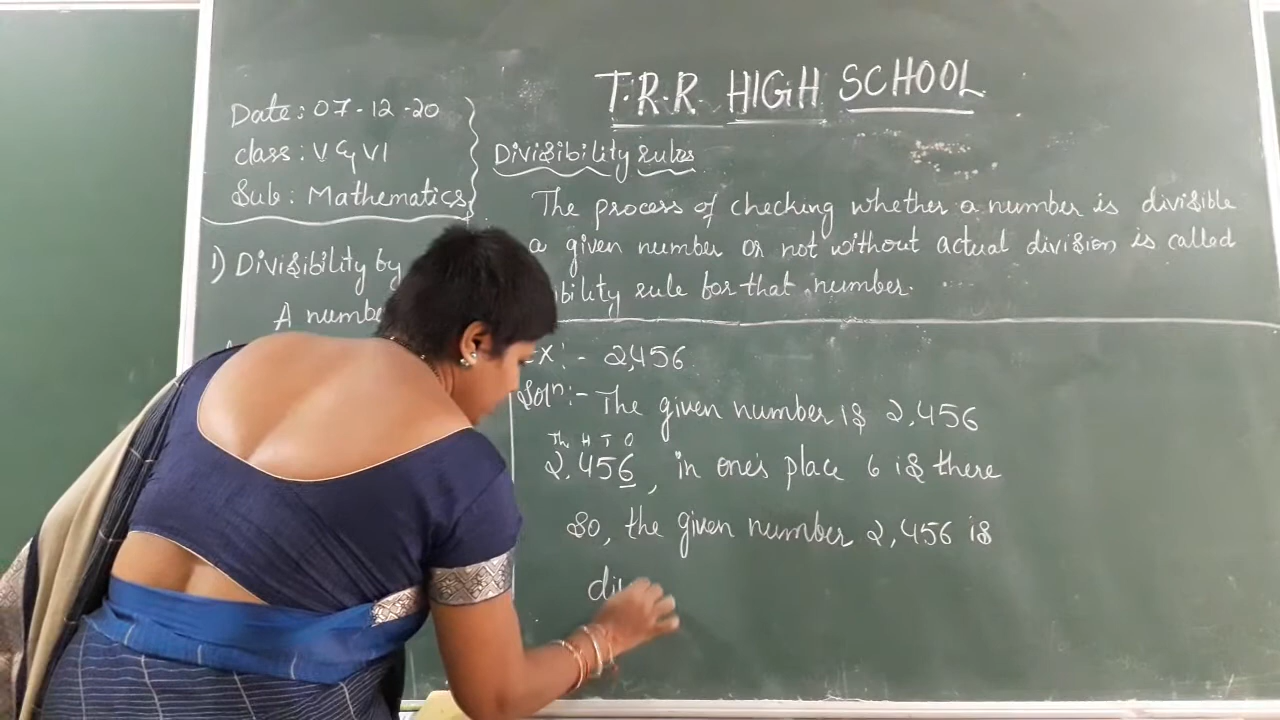 T.R.R. HIGH SCHOOL
Date : 07-12-20
class : V & VI
Sub : Mathematics
Divisibility rules
The process of checking whether a number is divisible
a given number or not without actual division is called
bility rule for that number.
1) Divisibility by
A numbe
Ex:- 2,456
Solⁿ:- The given number is 2,456
Th H T O
2,456, in one's place 6 is there
So, the given number 2,456 is
di